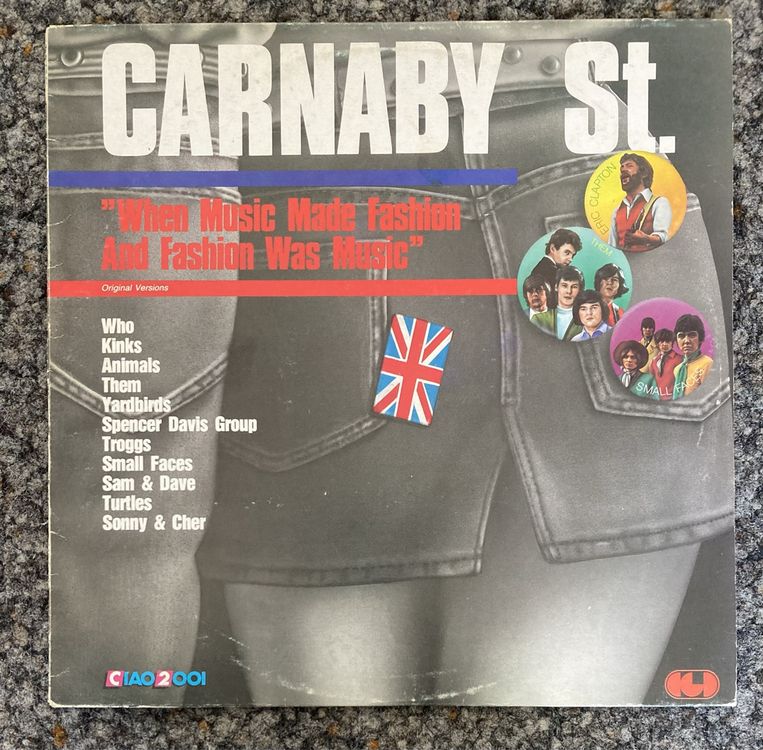 CARNABY St.
"When Music Made Fashion
And Fashion Was Music"
Original Versions
ERIC CLAPTON
THEM
SMALL FACES
Who
Kinks
Animals
Them
Yardbirds
Spencer Davis Group
Troggs
Small Faces
Sam & Dave
Turtles
Sonny & Cher
CIAO 2001